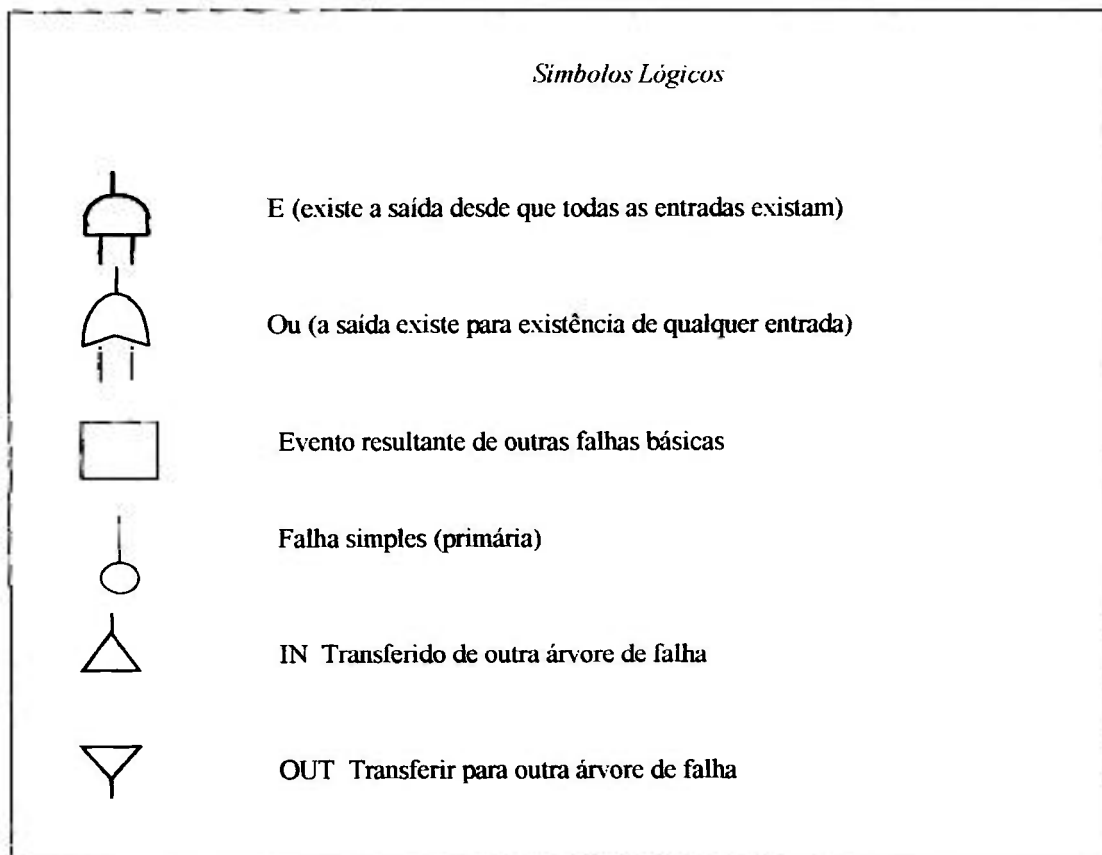 Símbolos Lógicos
E (existe a saída desde que todas as entradas existam)
Ou (a saída existe para existência de qualquer entrada)
Evento resultante de outras falhas básicas
Falha simples (primária)
IN Transferido de outra árvore de falha
OUT Transferir para outra árvore de falha